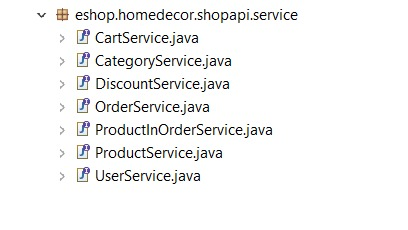 eshop.homedecor.shopapi.service
CartService.java
CategoryService.java
DiscountService.java
OrderService.java
ProductInOrderService.java
ProductService.java
UserService.java